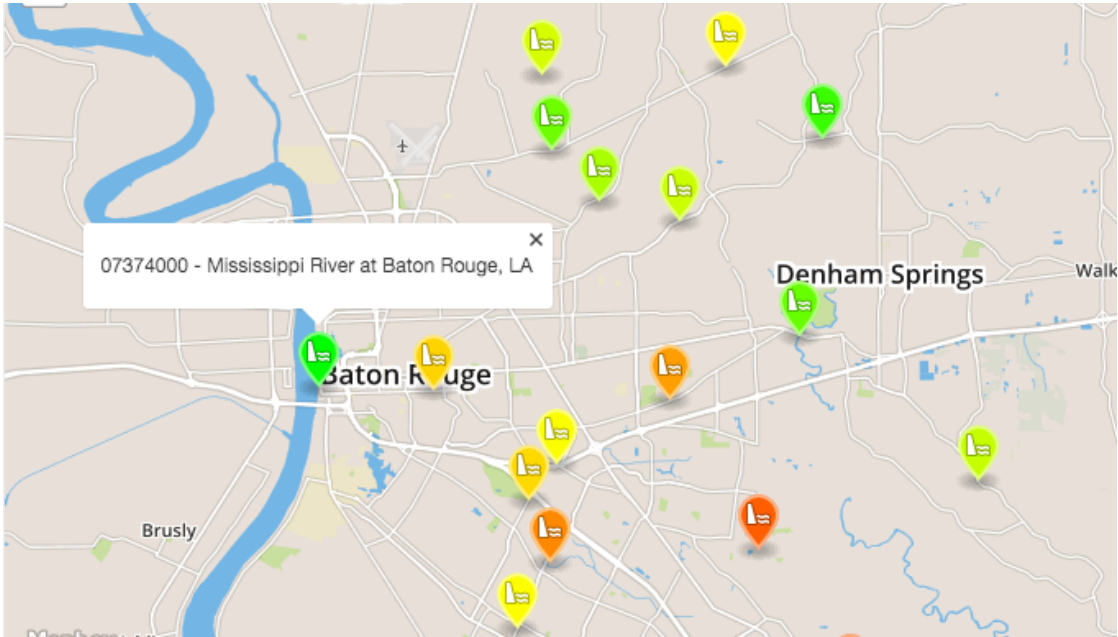 07374000 - Mississippi River at Baton Rouge, LA
Denham Springs
Walk
Baton Rouge
Brusly